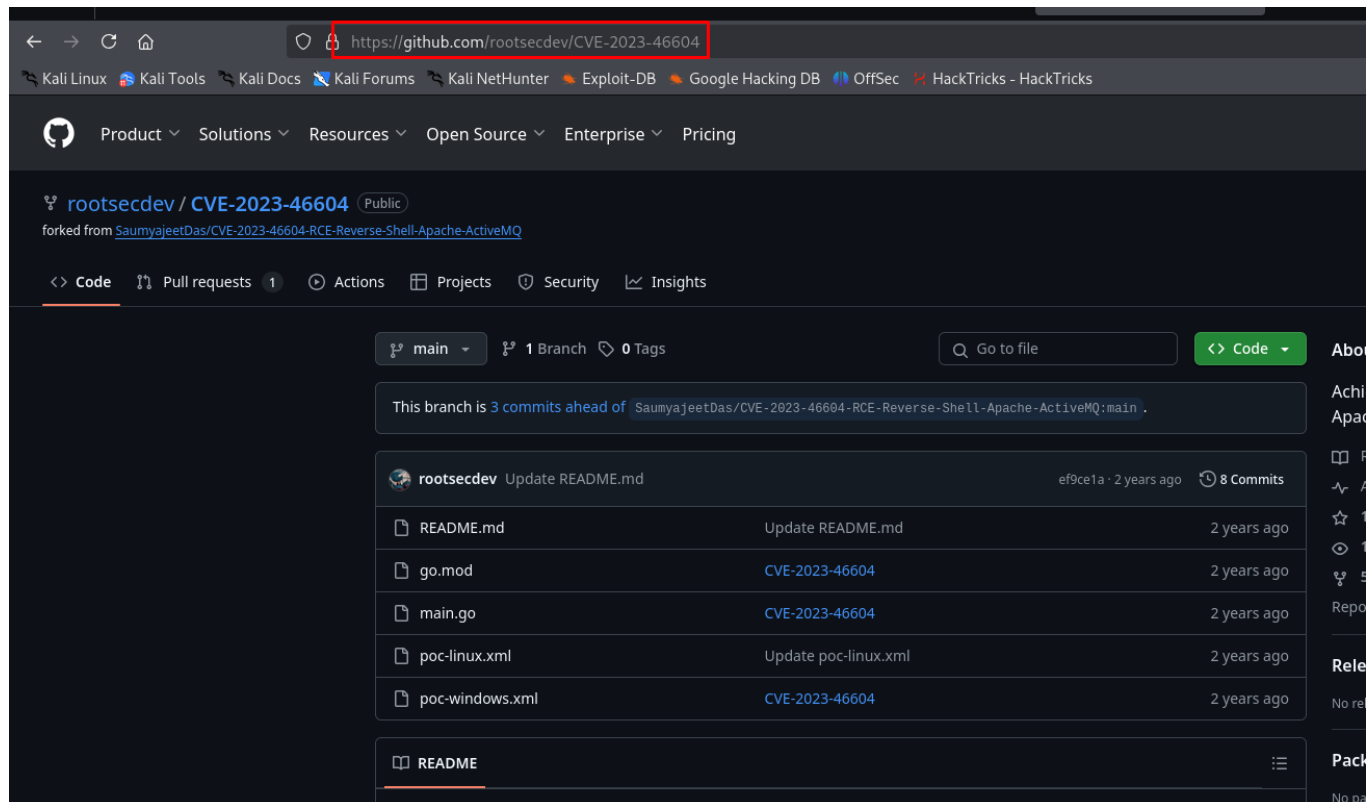 https://github.com/rootsecdev/CVE-2023-46604
Kali Linux Kali Tools Kali Docs Kali Forums Kali NetHunter Exploit-DB Google Hacking DB OffSec HackTricks - HackTricks
Product Solutions Resources Open Source Enterprise Pricing
rootsecdev / CVE-2023-46604 Public
forked from SaumyajeetDas/CVE-2023-46604-RCE-Reverse-Shell-Apache-ActiveMQ
<> Code Pull requests 1 Actions Projects Security Insights
main 1 Branch 0 Tags Go to file <> Code
This branch is 3 commits ahead of SaumyajeetDas/CVE-2023-46604-RCE-Reverse-Shell-Apache-ActiveMQ:main .
rootsecdev Update README.md ef9ce1a · 2 years ago 8 Commits
README.md Update README.md 2 years ago
go.mod CVE-2023-46604 2 years ago
main.go CVE-2023-46604 2 years ago
poc-linux.xml Update poc-linux.xml 2 years ago
poc-windows.xml CVE-2023-46604 2 years ago
README